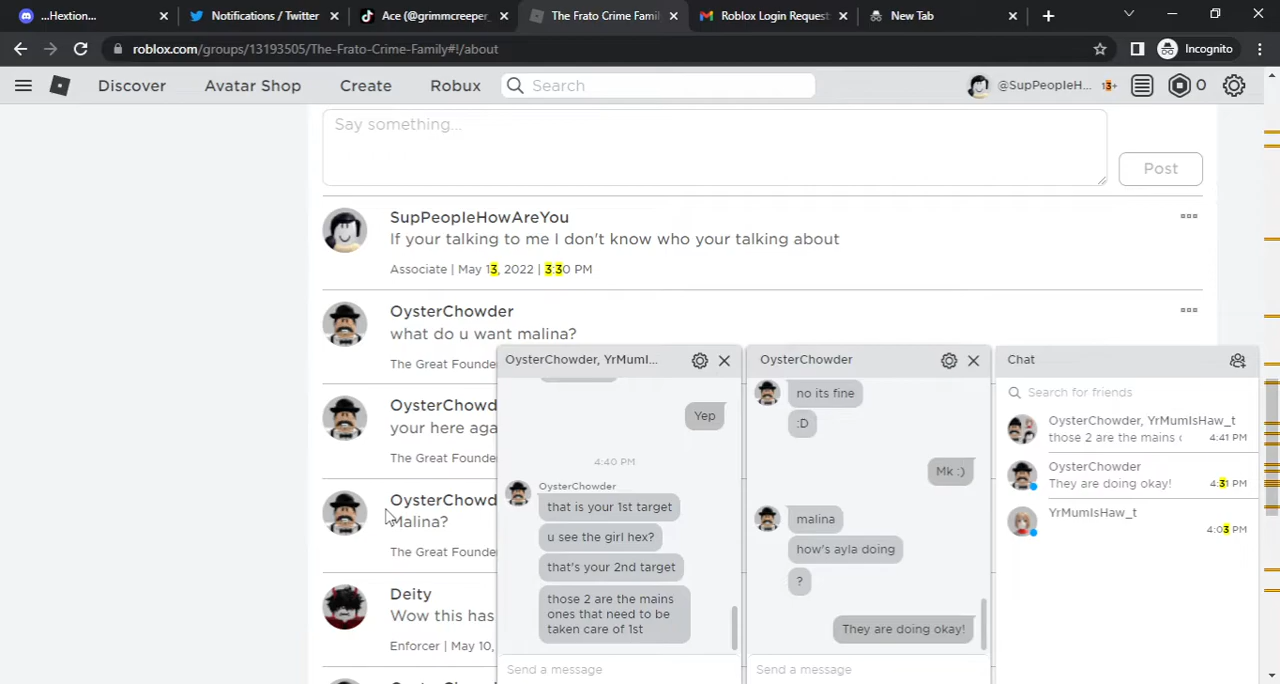 ...Hextion...
Notifications / Twitter
Ace (@grimmcreeper_
The Frato Crime Famil
Roblox Login Request
New Tab
roblox.com/groups/13193505/The-Frato-Crime-Family#!/about
Incognito
Discover
Avatar Shop
Create
Robux
Search
@SupPeopleH...
13+
0
Say something...
Post
SupPeopleHowAreYou
If your talking to me I don't know who your talking about
Associate | May 13, 2022 | 3:30 PM
OysterChowder
what do u want malina?
The Great Founde
OysterChowd
your here aga
The Great Founde
OysterChowd
Malina?
The Great Founde
Deity
Wow this has
Enforcer | May 10,
OysterChowder, YrMumI...
Yep
4:40 PM
OysterChowder
that is your 1st target
u see the girl hex?
that's your 2nd target
those 2 are the mains
ones that need to be
taken care of 1st
Send a message
OysterChowder
no its fine
:D
Mk :)
malina
how's ayla doing
?
They are doing okay!
Send a message
Chat
Search for friends
OysterChowder, YrMumIsHaw_t
those 2 are the mains
4:41 PM
OysterChowder
They are doing okay!
4:31 PM
YrMumIsHaw_t
4:03 PM